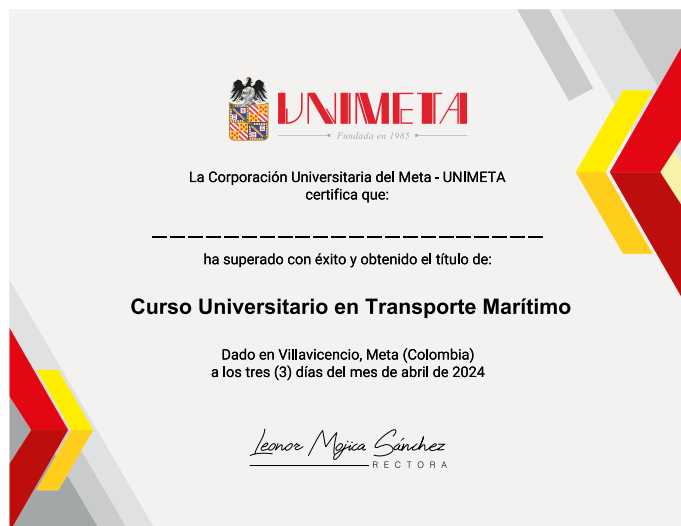 UNIMETA
Fundada en 1985
La Corporación Universitaria del Meta - UNIMETA
certifica que:
ha superado con éxito y obtenido el título de:
Curso Universitario en Transporte Marítimo
Dado en Villavicencio, Meta (Colombia)
a los tres (3) días del mes de abril de 2024
Leonor Mojica Sánchez
RECTORA